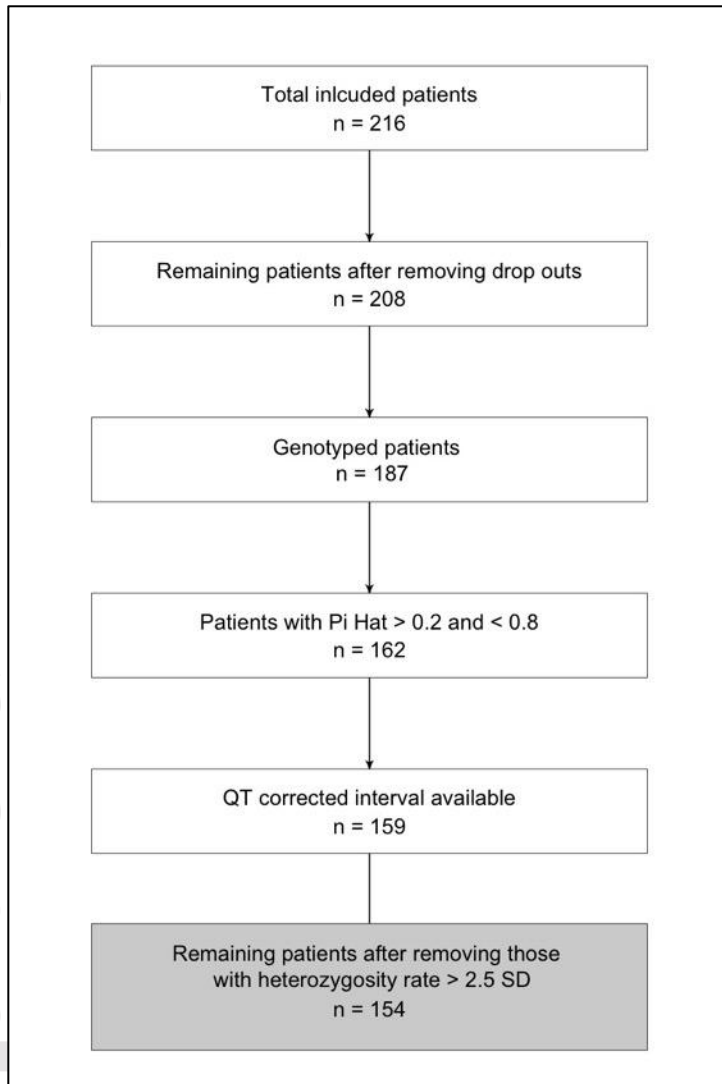 Total inlcuded patients
n = 216
Remaining patients after removing drop outs
n = 208
Genotyped patients
n = 187
Patients with Pi Hat > 0.2 and < 0.8
n = 162
QT corrected interval available
n = 159
Remaining patients after removing those
with heterozygosity rate > 2.5 SD
n = 154